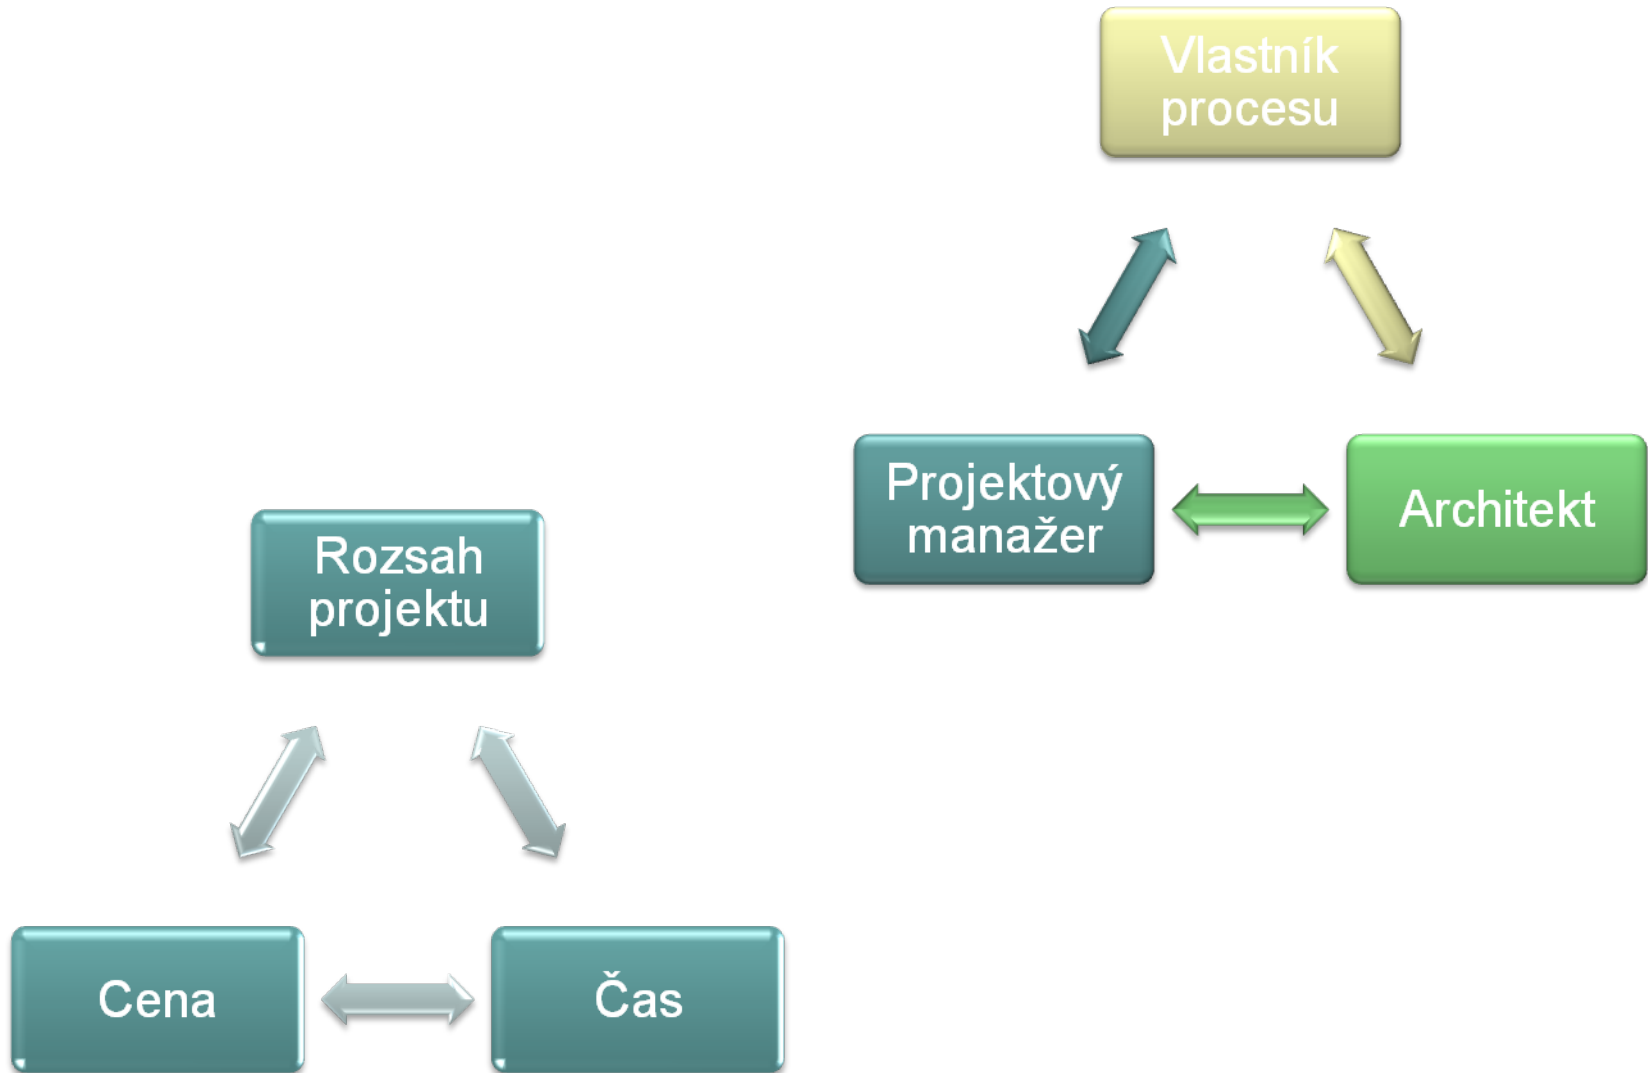 Vlastník
procesu
Projektový
manažer
Architekt
Rozsah
projektu
Cena
Čas